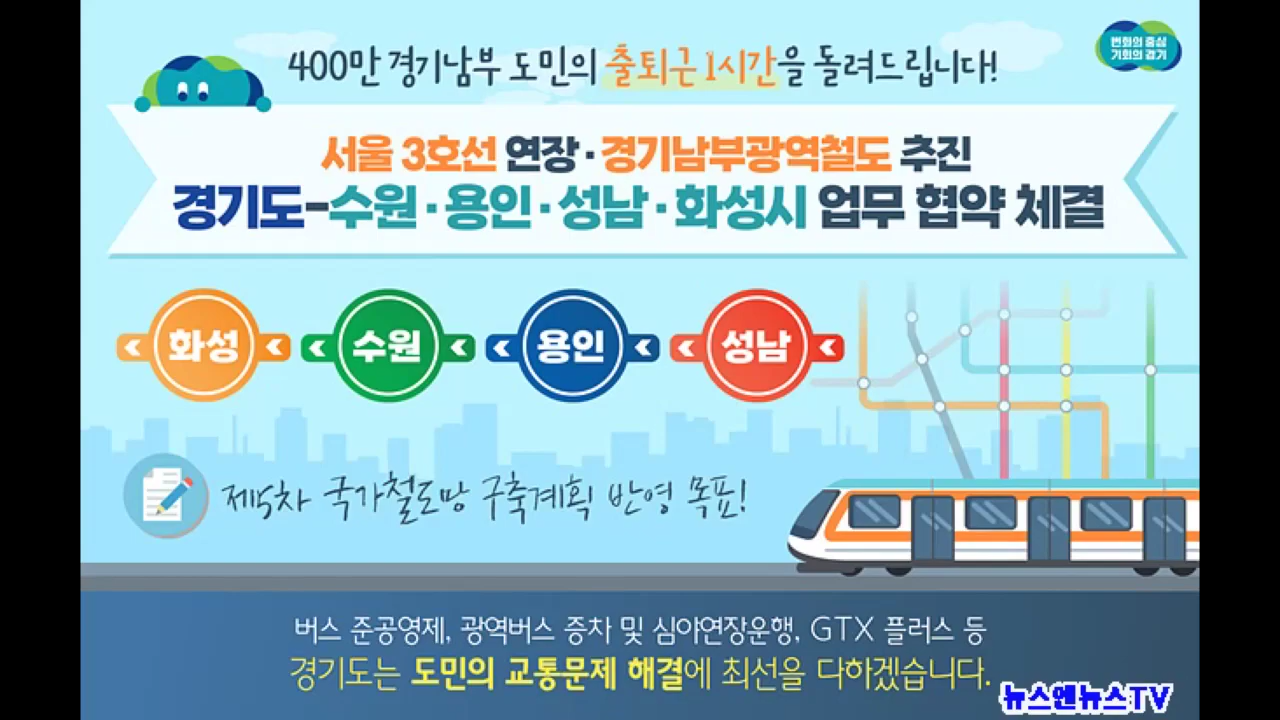 400만 경기남부 도민의 출퇴근 1시간을 돌려드립니다!
변화의 중심
기회의 경기
서울 3호선 연장·경기남부광역철도 추진
경기도-수원·용인·성남·화성시 업무 협약 체결
화성 수원 용인 성남
제5차 국가철도망 구축계획 반영 목표!
버스 준공영제, 광역버스 증차 및 심야연장운행, GTX 플러스 등
경기도는 도민의 교통문제 해결에 최선을 다하겠습니다.
뉴스앤뉴스TV